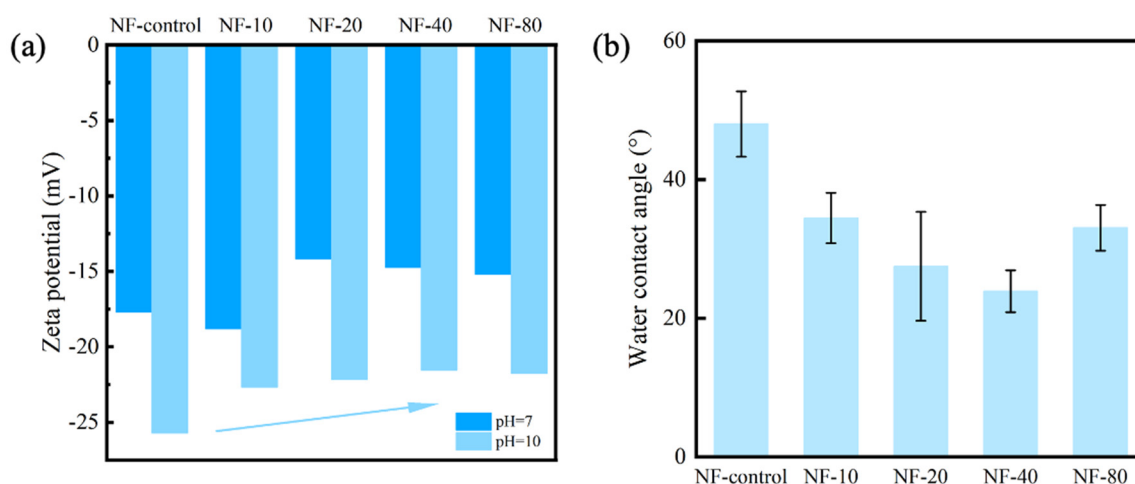 (a)
NF-control NF-10 NF-20 NF-40 NF-80
0
-5
-10
-15
-20
-25
Zeta potential (mV)
pH=7
pH=10
(b)
60
40
20
0
Water contact angle (°)
NF-control NF-10 NF-20 NF-40 NF-80